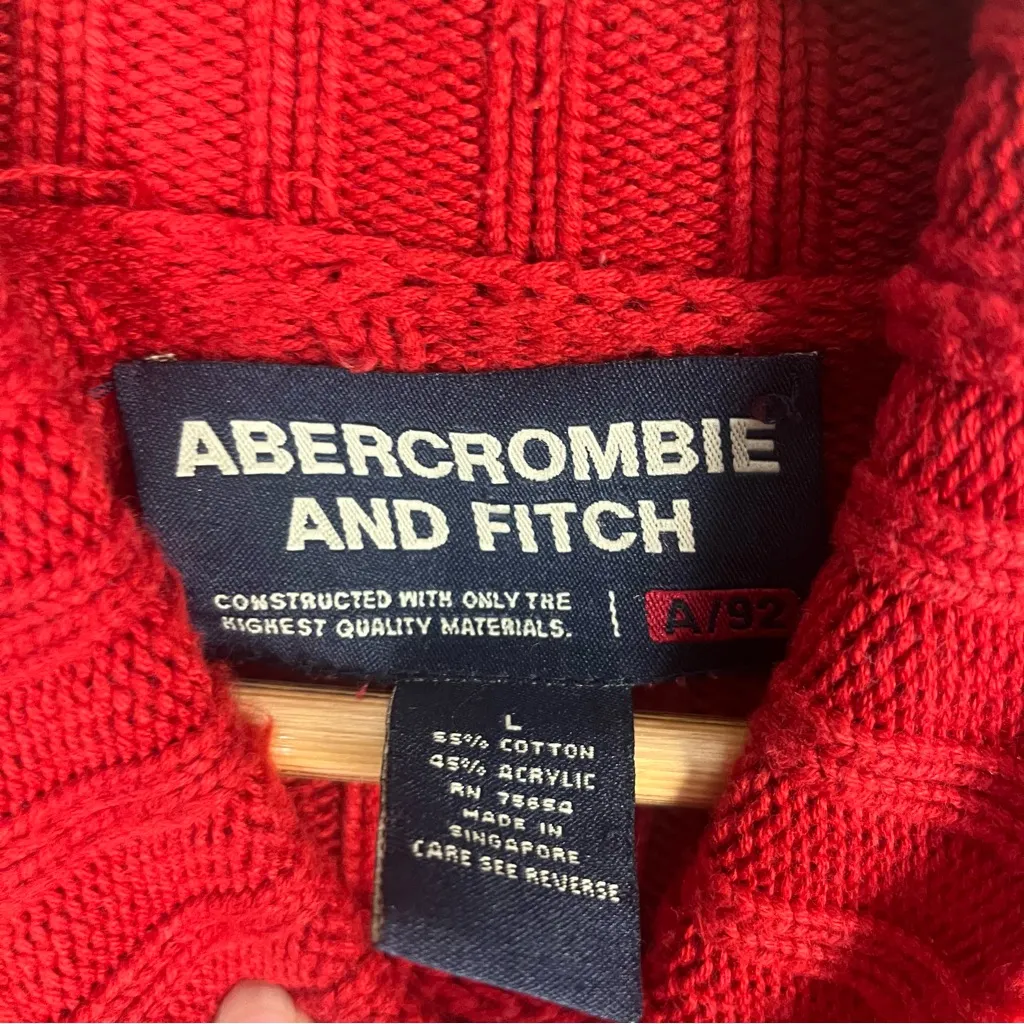 ABERCROMBIE
AND FITCH
CONSTRUCTED WITH ONLY THE
HIGHEST QUALITY MATERIALS.
A/92
L
55% COTTON
45% ACRYLIC
RN 75654
MADE IN
SINGAPORE
CARE SEE REVERSE